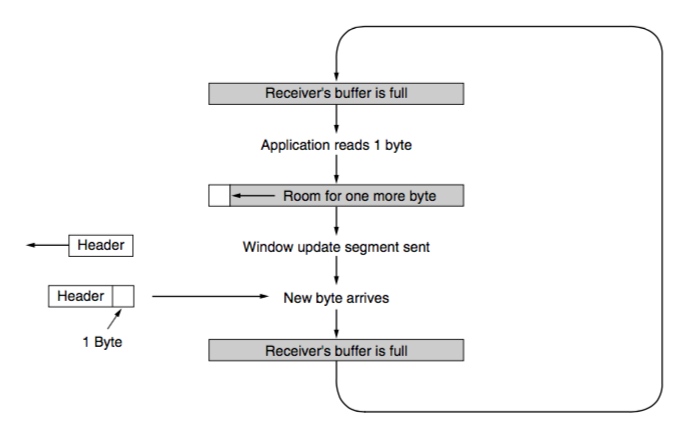 Receiver's buffer is full
Application reads 1 byte
Room for one more byte
Header
Window update segment sent
Header
New byte arrives
1 Byte
Receiver's buffer is full